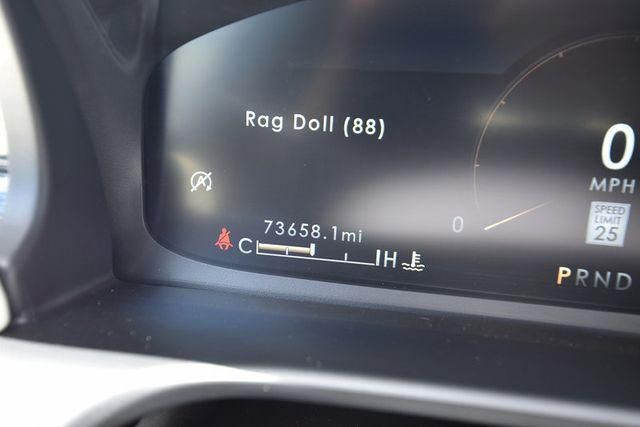 Rag Doll (88)
0
MPH
SPEED
LIMIT
25
73658.1mi
0
C H
PRND